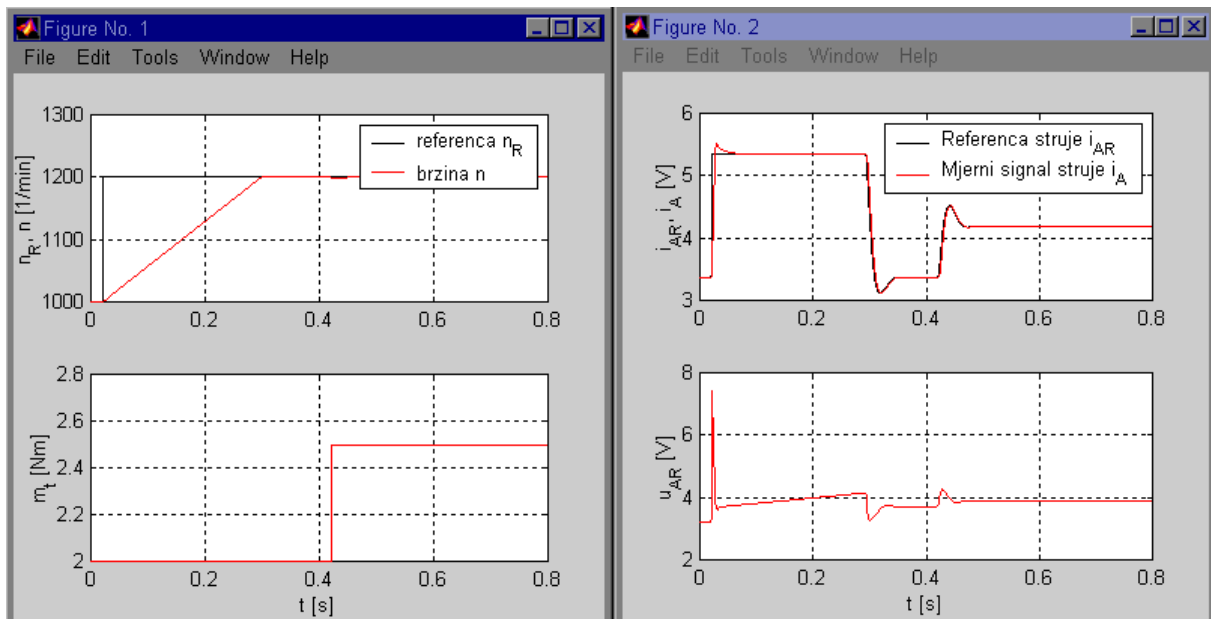 Figure No. 1
File Edit Tools Window Help
1300
1200
1100
1000
n_R, n [1/min]
referenca n_R
brzina n
0 0.2 0.4 0.6 0.8
2.8
2.6
2.4
2.2
2
m_t [Nm]
0 0.2 0.4 0.6 0.8
t [s]
Figure No. 2
File Edit Tools Window Help
6
5
4
3
i_AR, i_A [V]
Referenca struje i_AR
Mjerni signal struje i_A
0 0.2 0.4 0.6 0.8
8
6
4
2
u_AR [V]
0 0.2 0.4 0.6 0.8
t [s]